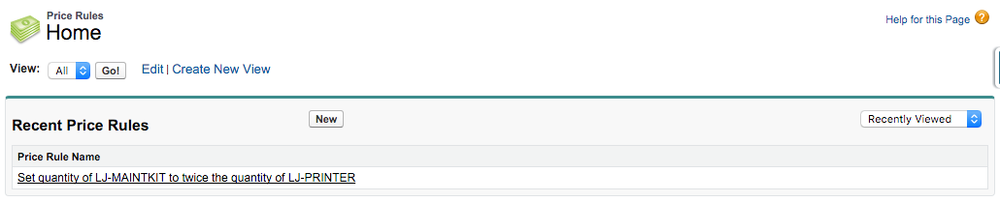 Price Rules
Home
Help for this Page ?
View: All Go! Edit | Create New View
Recent Price Rules New Recently Viewed
Price Rule Name
Set quantity of LJ-MAINTKIT to twice the quantity of LJ-PRINTER